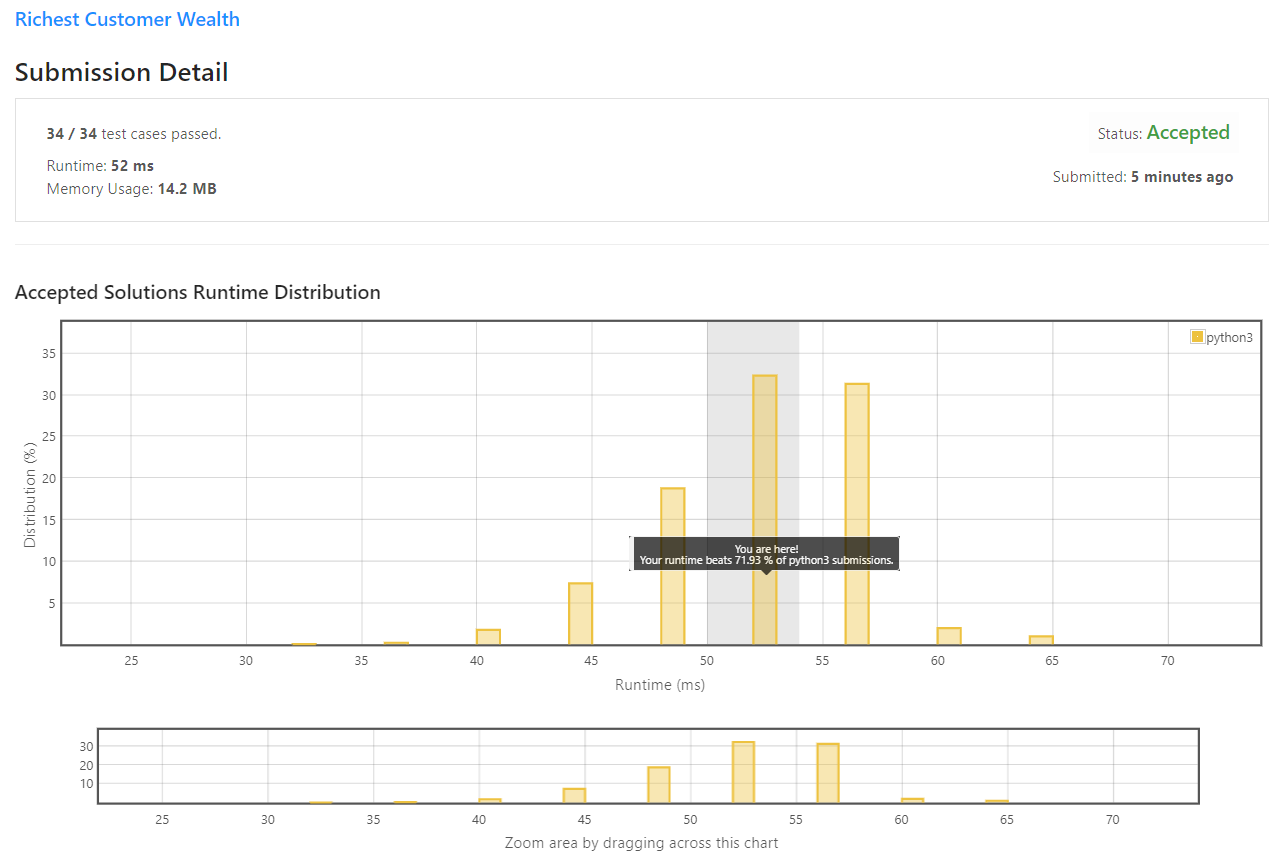 Richest Customer Wealth
Submission Detail
34 / 34 test cases passed.
Status: Accepted
Runtime: 52 ms
Submitted: 5 minutes ago
Memory Usage: 14.2 MB
Accepted Solutions Runtime Distribution
python3
35
30
25
20
15
10
5
Distribution (%)
You are here!
Your runtime beats 71.93 % of python3 submissions.
25 30 35 40 45 50 55 60 65 70
Runtime (ms)
30
20
10
25 30 35 40 45 50 55 60 65 70
Zoom area by dragging across this chart